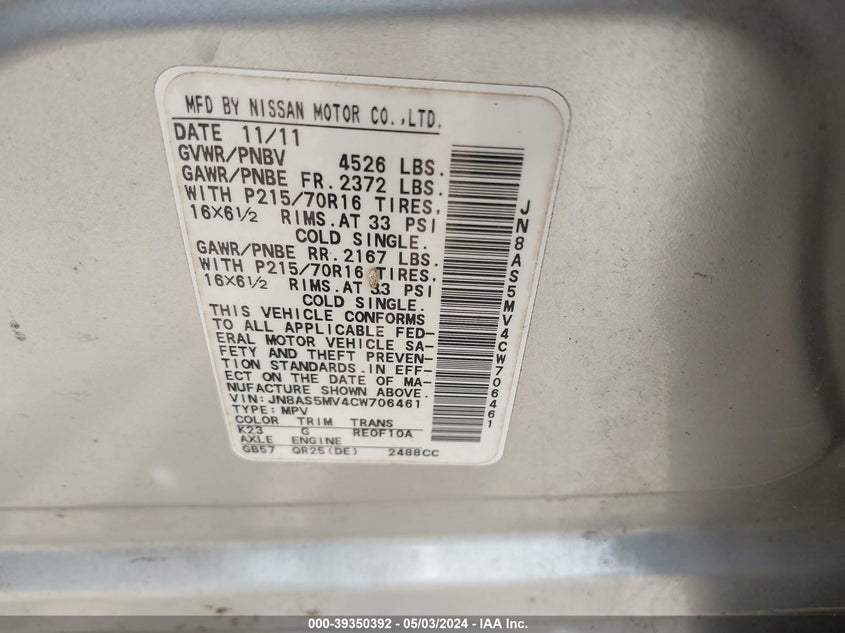 MFD BY NISSAN MOTOR CO.,LTD.
DATE 11/11
GVWR/PNBV 4526 LBS.
GAWR/PNBE FR. 2372 LBS.
WITH P215/70R16 TIRES,
16X6½ RIMS. AT 33 PSI
COLD SINGLE.
GAWR/PNBE RR. 2167 LBS.
WITH P215/70R16 TIRES,
16X6½ RIMS. AT 33 PSI
COLD SINGLE.
THIS VEHICLE CONFORMS
TO ALL APPLICABLE FED-
ERAL MOTOR VEHICLE SA-
FETY AND THEFT PREVEN-
TION STANDARDS IN EFF-
ECT ON THE DATE OF MA-
NUFACTURE SHOWN ABOVE.
VIN: JN8AS5MV4CW706461
TYPE: MPV
COLOR TRIM TRANS
K23 G RE0F10A
AXLE ENGINE
GB57 QR25(DE) 2488CC
JN8AS5MV4CW706461
000-39350392 - 05/03/2024 - IAA Inc.